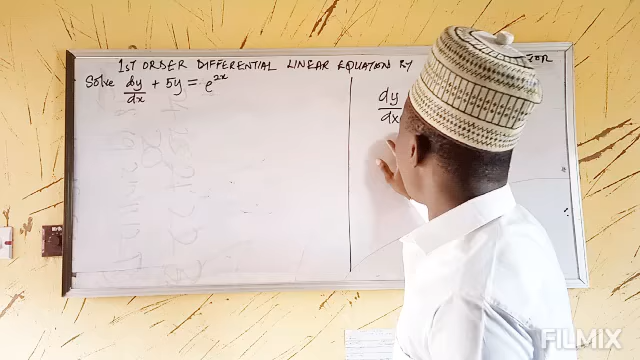 1ST ORDER DIFFERENTIAL LINEAR EQUATION BY
Solve dy/dx + 5y = e^2x
dy/dx
FILMIX